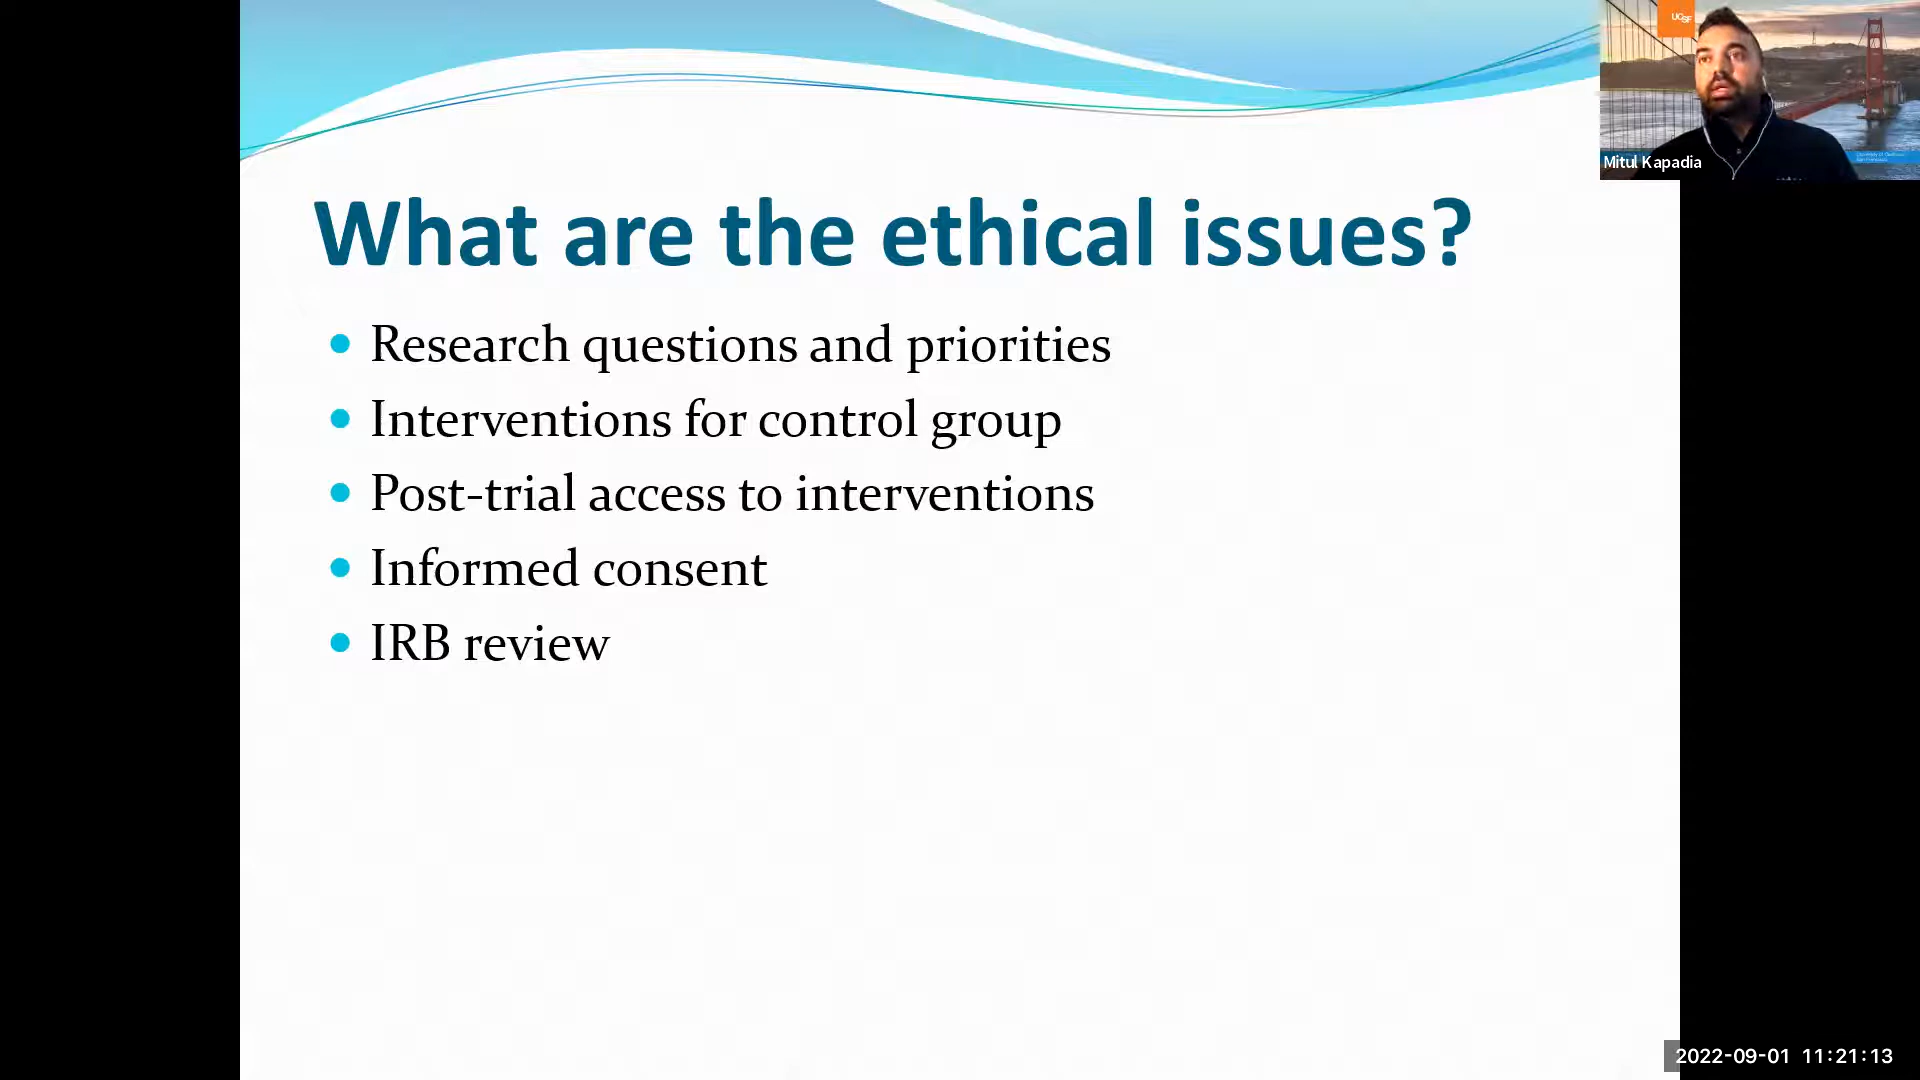 UCSF
Mitul Kapadia
What are the ethical issues?
• Research questions and priorities
• Interventions for control group
• Post-trial access to interventions
• Informed consent
• IRB review
2022-09-01 11:21:13